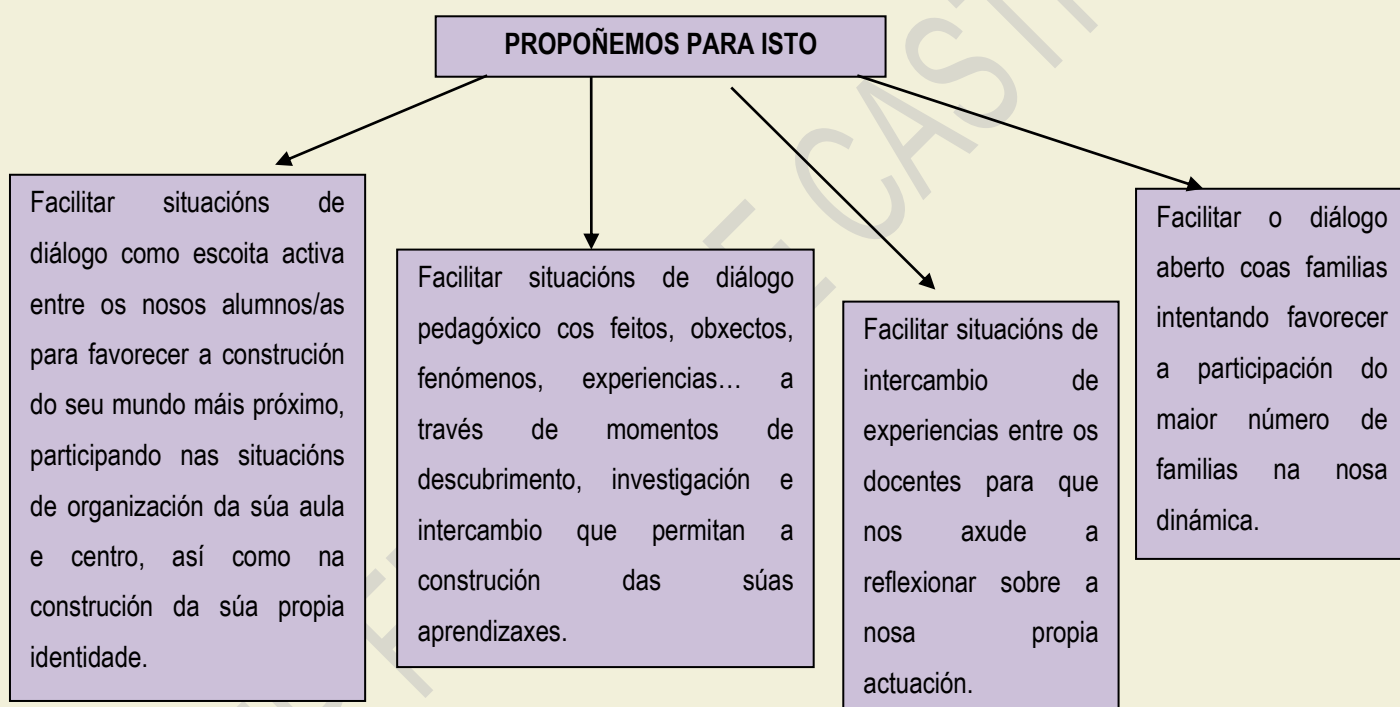 PROPOÑEMOS PARA ISTO
Facilitar situacións de
diálogo como escoita activa
entre os nosos alumnos/as
para favorecer a construción
do seu mundo máis próximo,
participando nas situacións
de organización da súa aula
e centro, así como na
construción da súa propia
identidade.
Facilitar situacións de diálogo
pedagóxico cos feitos, obxectos,
fenómenos, experiencias… a
través de momentos de
descubrimento, investigación e
intercambio que permitan a
construción das súas
aprendizaxes.
Facilitar situacións de
intercambio de
experiencias entre os
docentes para que
nos axude a
reflexionar sobre a
nosa propia
actuación.
Facilitar o diálogo
aberto coas familias
intentando favorecer
a participación do
maior número de
familias na nosa
dinámica.